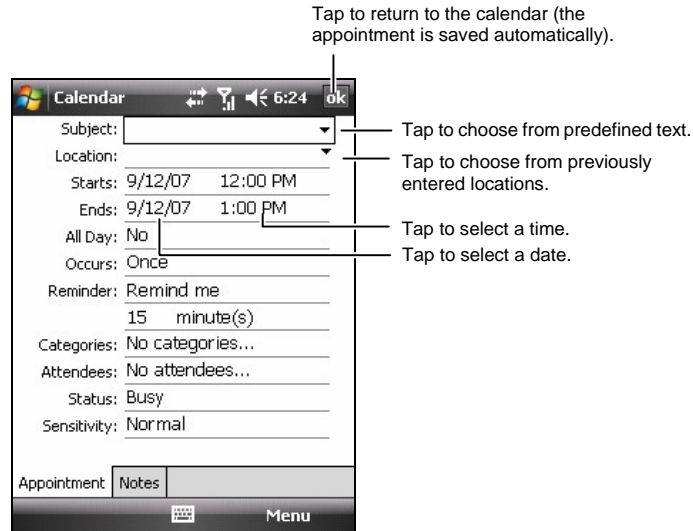 Tap to return to the calendar (the
appointment is saved automatically).
Calendar 6:24 ok
Subject:
Tap to choose from predefined text.
Location:
Tap to choose from previously
entered locations.
Starts: 9/12/07 12:00 PM
Ends: 9/12/07 1:00 PM
Tap to select a time.
All Day: No
Tap to select a date.
Occurs: Once
Reminder: Remind me
15 minute(s)
Categories: No categories...
Attendees: No attendees...
Status: Busy
Sensitivity: Normal
Appointment Notes
Menu